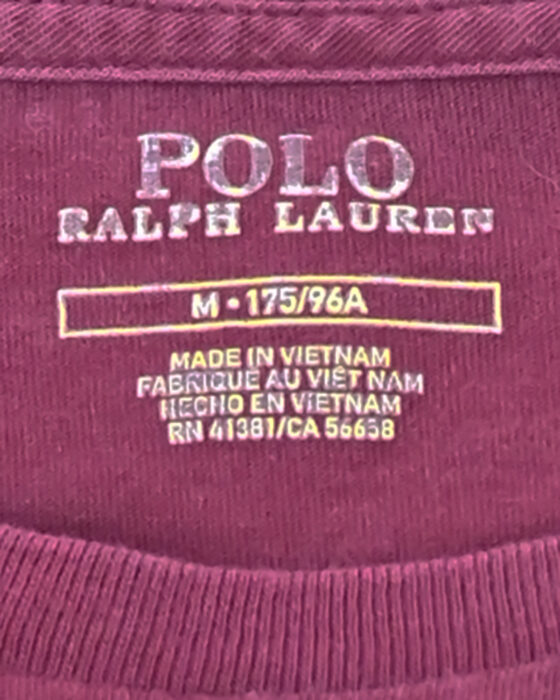 POLO
RALPH LAUREN
M • 175/96A
MADE IN VIETNAM
FABRIQUE AU VIÊT NAM
HECHO EN VIETNAM
RN 41381/CA 56658